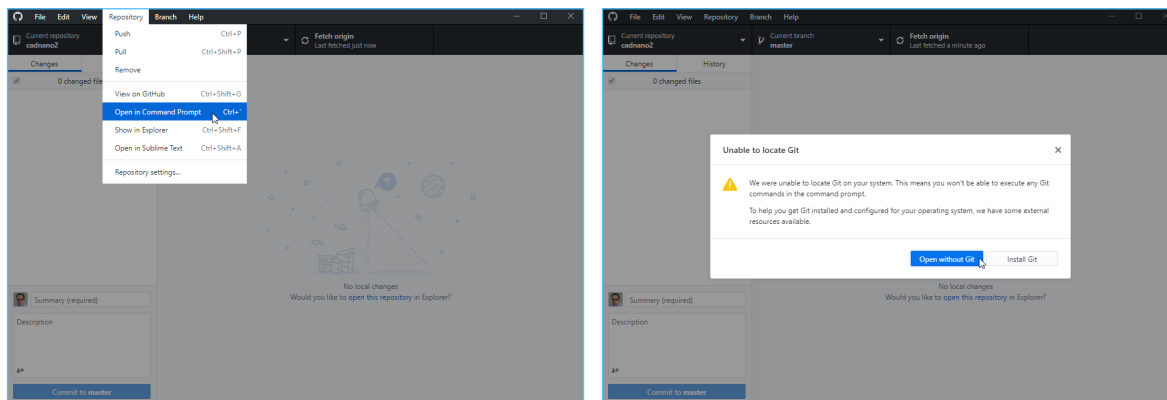 File Edit View Repository Branch Help
Current repository
cadnano2
Fetch origin
Last fetched just now
Changes
0 changed file
Push Ctrl+P
Pull Ctrl+Shift+P
Remove
View on GitHub Ctrl+Shift+G
Open in Command Prompt Ctrl+`
Show in Explorer Ctrl+Shift+F
Open in Sublime Text Ctrl+Shift+A
Repository settings...
?
No local changes
Would you like to open this repository in Explorer?
Summary (required)
Description
Commit to master
File Edit View Repository Branch Help
Current repository
cadnano2
Current branch
master
Fetch origin
Last fetched a minute ago
Changes History
0 changed files
Unable to locate Git
We were unable to locate Git on your system. This means you won't be able to execute any Git
commands in the command prompt.
To help you get Git installed and configured for your operating system, we have some external
resources available.
Open without Git Install Git
No local changes
Would you like to open this repository in Explorer?
Summary (required)
Description
Commit to master